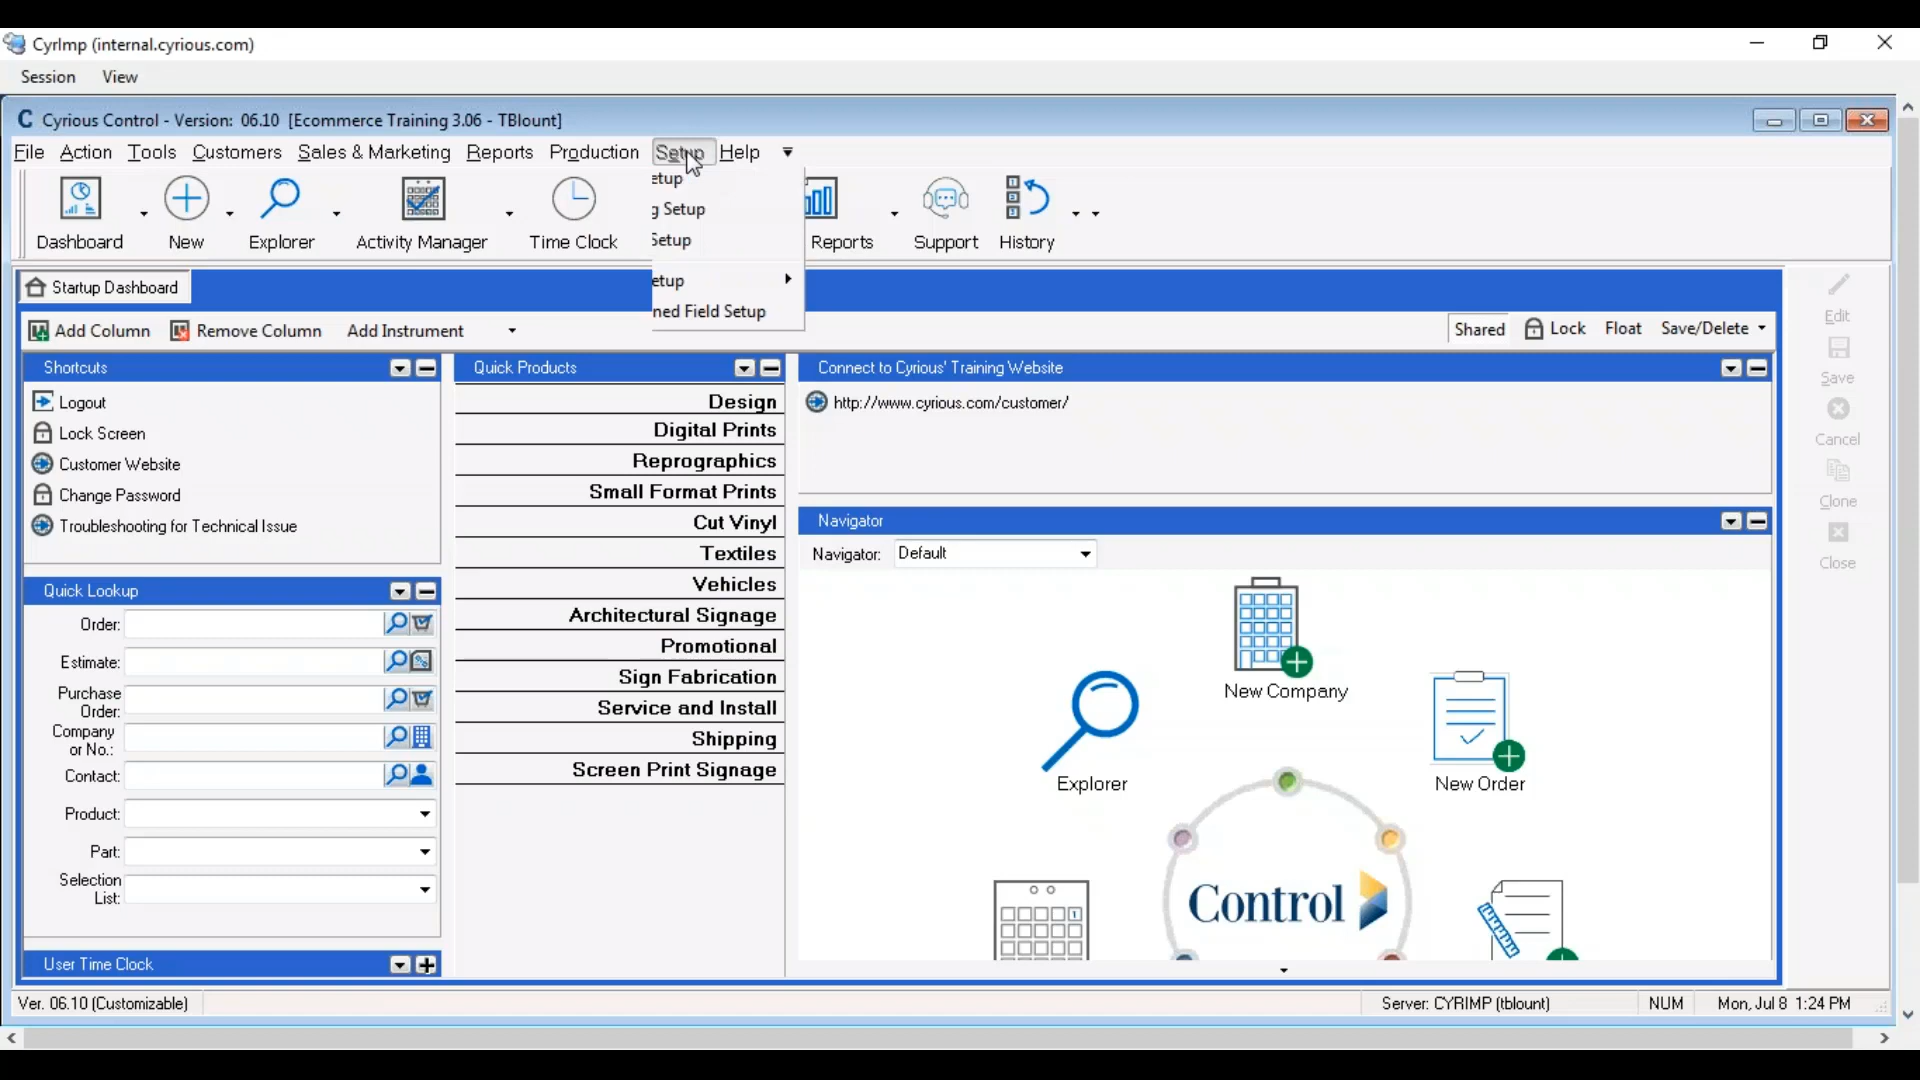 CyrImp (internal.cyrious.com)
Session View
C Cyrious Control - Version: 06.10 [Ecommerce Training 3.06 - TBlount]
File Action Tools Customers Sales & Marketing Reports Production Setup Help
Dashboard New Explorer Activity Manager Time Clock Reports Support History
etup
g Setup
Setup
etup
ned Field Setup
Startup Dashboard
Add Column Remove Column Add Instrument
Shared Lock Float Save/Delete
Edit
Save
Cancel
Clone
Close
Shortcuts
Logout
Lock Screen
Customer Website
Change Password
Troubleshooting for Technical Issue
Quick Lookup
Order:
Estimate:
Purchase
Order:
Company
or No.:
Contact:
Product:
Part:
Selection
List:
User Time Clock
Quick Products
Design
Digital Prints
Reprographics
Small Format Prints
Cut Vinyl
Textiles
Vehicles
Architectural Signage
Promotional
Sign Fabrication
Service and Install
Shipping
Screen Print Signage
Connect to Cyrious' Training Website
http://www.cyrious.com/customer/
Navigator
Navigator: Default
New Company
Explorer
New Order
Control
Ver. 06.10 (Customizable)
Server: CYRIMP (tblount) NUM Mon, Jul 8 1:24 PM